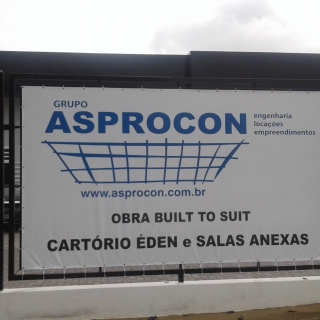 GRUPO
ASPROCON
engenharia
locações
empreendimentos
www.asprocon.com.br
OBRA BUILT TO SUIT
CARTÓRIO ÉDEN e SALAS ANEXAS